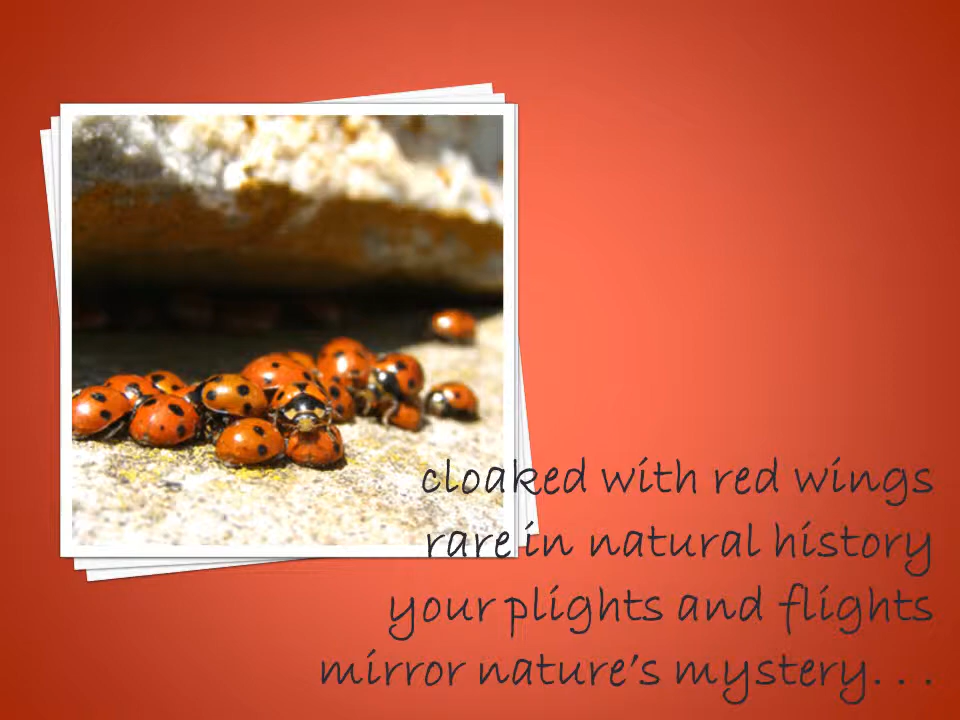 cloaked with red wings
rare in natural history
your plights and flights
mirror nature's mystery. . .